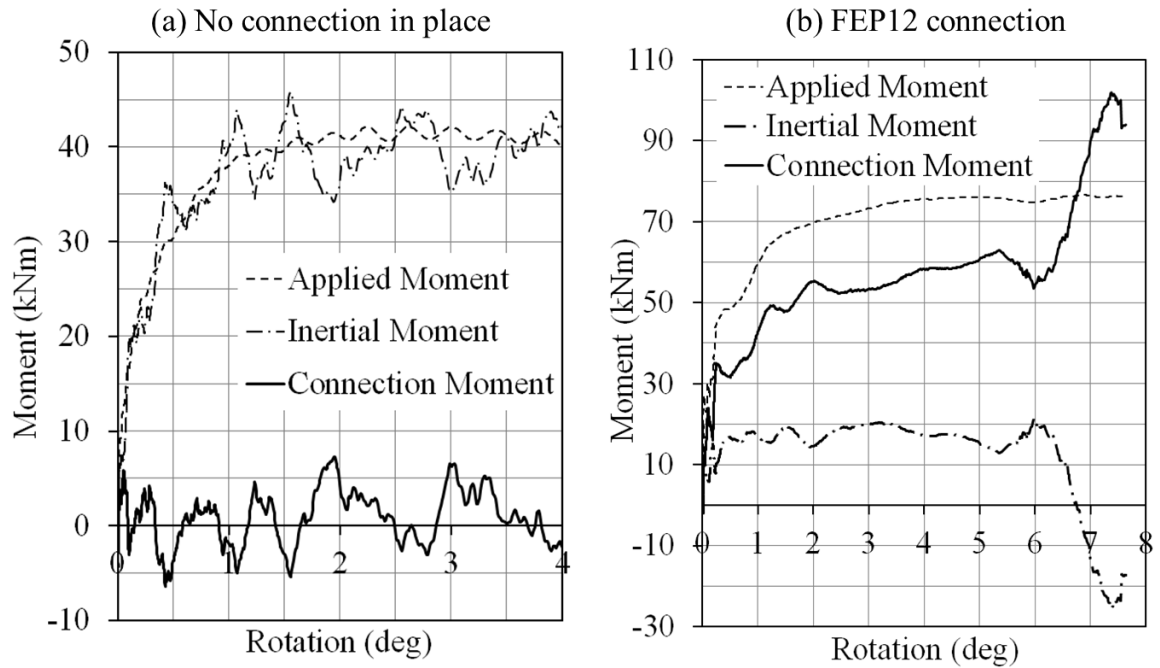 (a) No connection in place
50
40
30
20
10
0
-10
Moment (kNm)
Applied Moment
Inertial Moment
Connection Moment
0
1
2
3
4
Rotation (deg)
(b) FEP12 connection
110
90
70
50
30
10
-10
-30
Moment (kNm)
Applied Moment
Inertial Moment
Connection Moment
0
1
2
3
4
5
6
7
8
Rotation (deg)